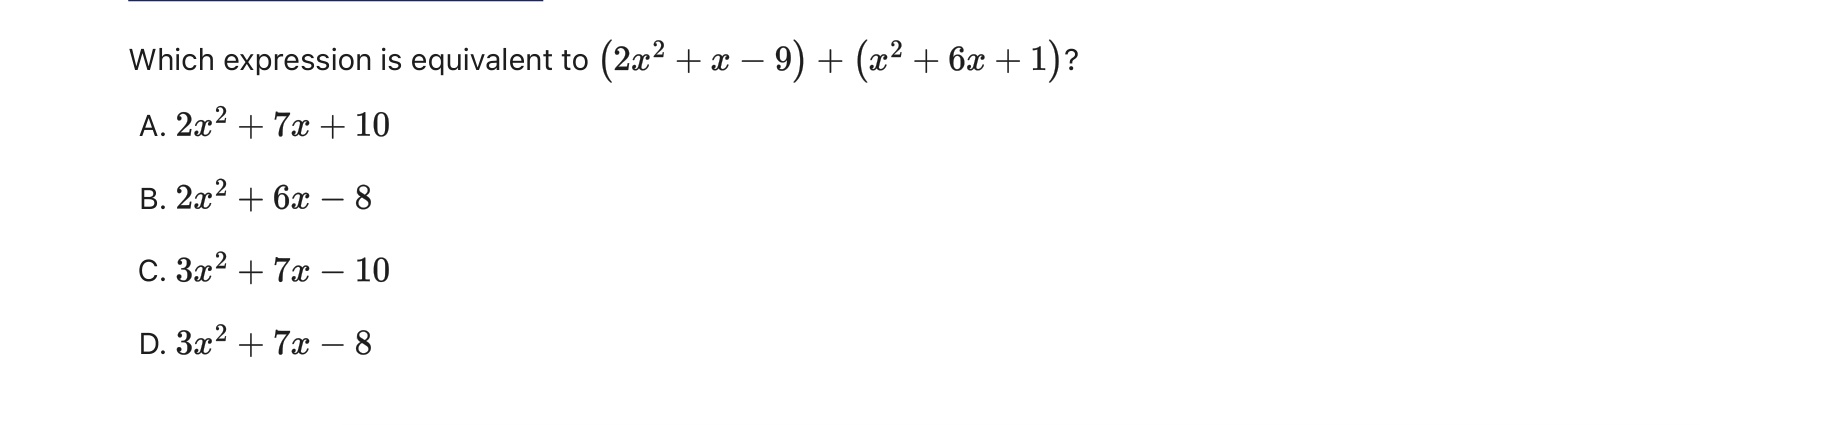 Which expression is equivalent to (2x² + x − 9) + (x² + 6x + 1)?
A. 2x² + 7x + 10
B. 2x² + 6x − 8
C. 3x² + 7x − 10
D. 3x² + 7x − 8